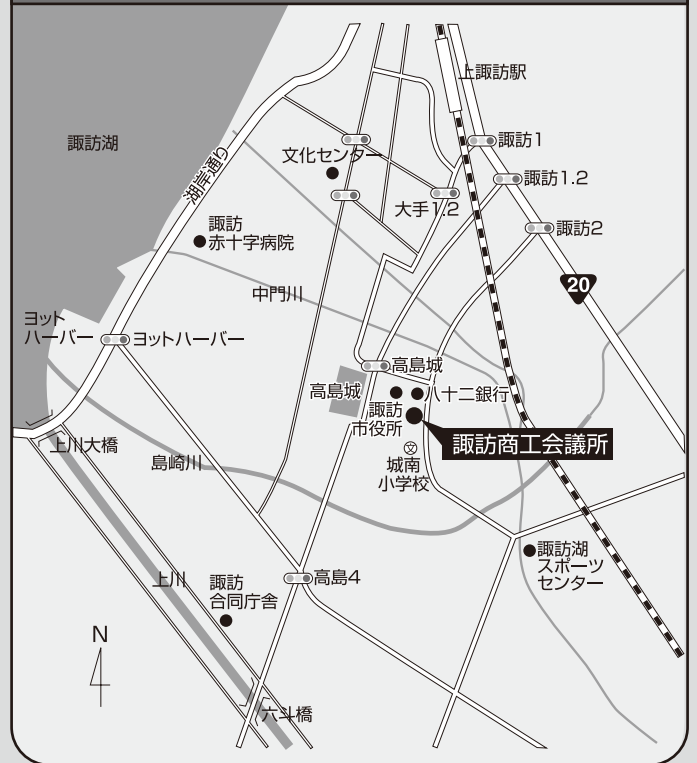 上諏訪駅
諏訪湖
諏訪1
文化センター
湖岸通り
諏訪1.2
大手1.2
諏訪
赤十字病院
諏訪2
20
中門川
ヨット
ハーバー
ヨットハーバー
高島城
高島城
八十二銀行
諏訪
市役所
諏訪商工会議所
上川大橋
島崎川
文
城南
小学校
諏訪湖
スポーツ
センター
上川
諏訪
合同庁舎
高島4
N
六斗橋